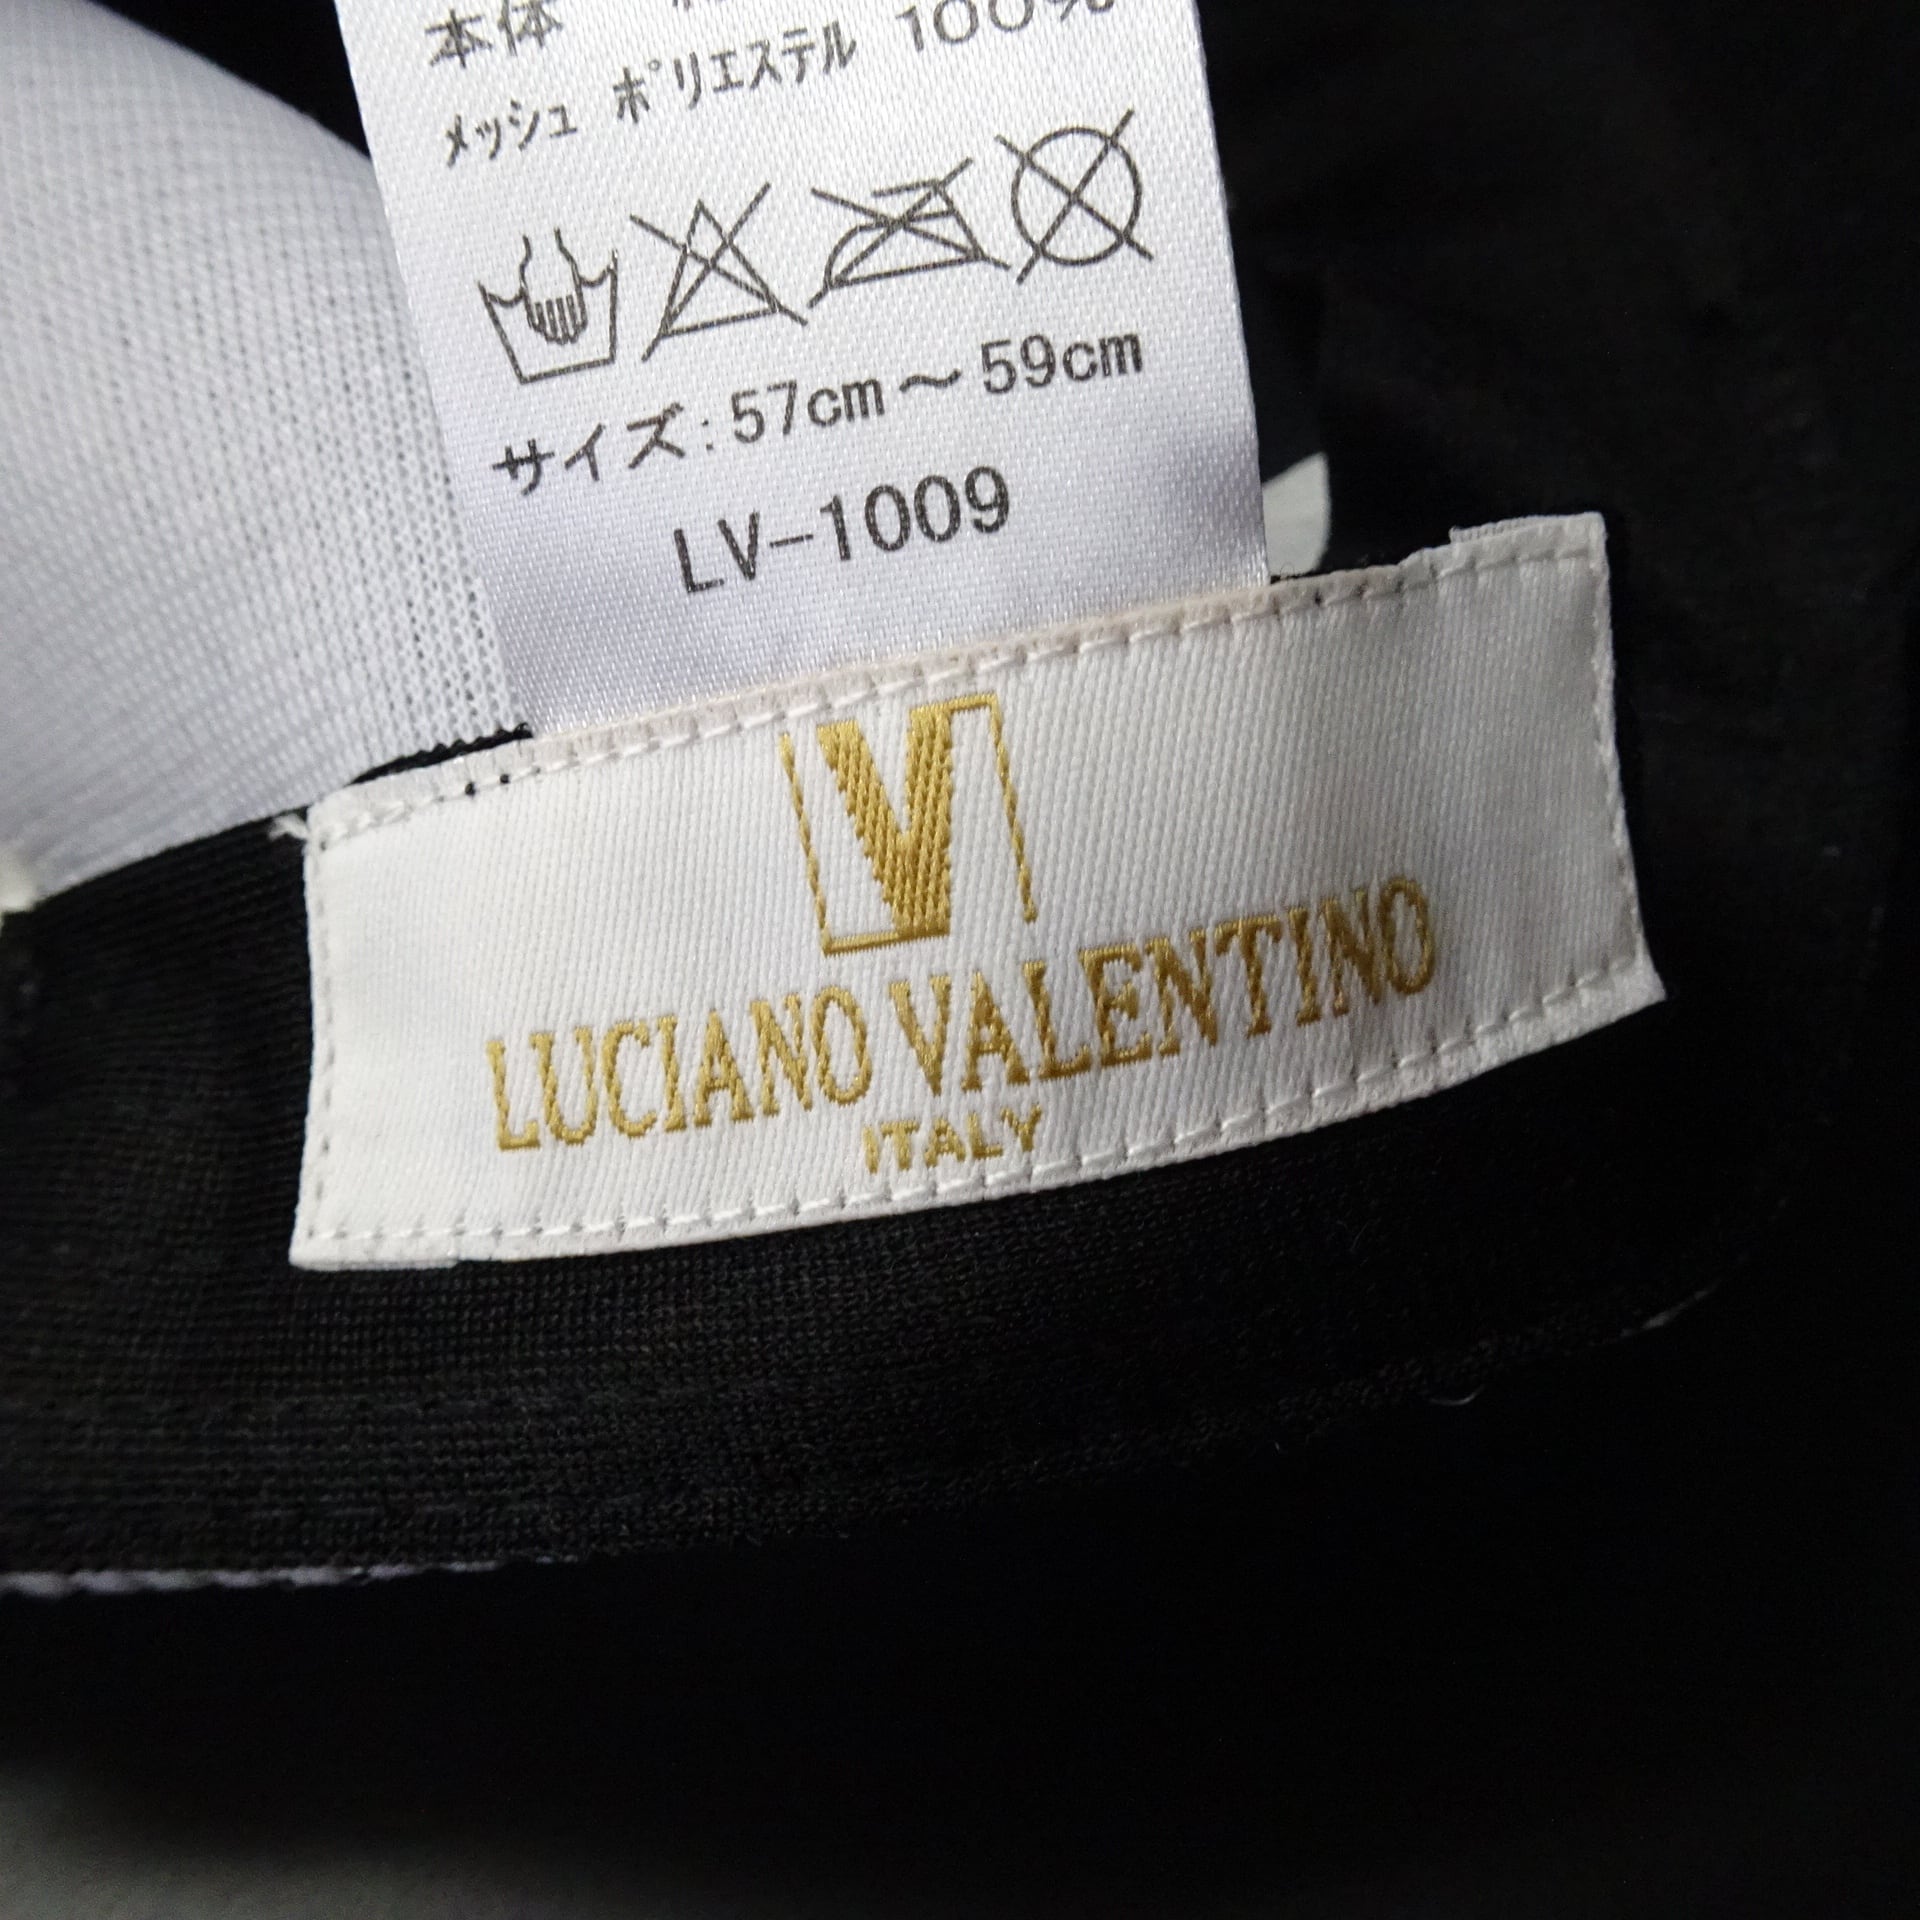 本体
メッシュ ポリエステル 100%
サイズ:57cm～59cm
LV-1009
LV
LUCIANO VALENTINO
ITALY